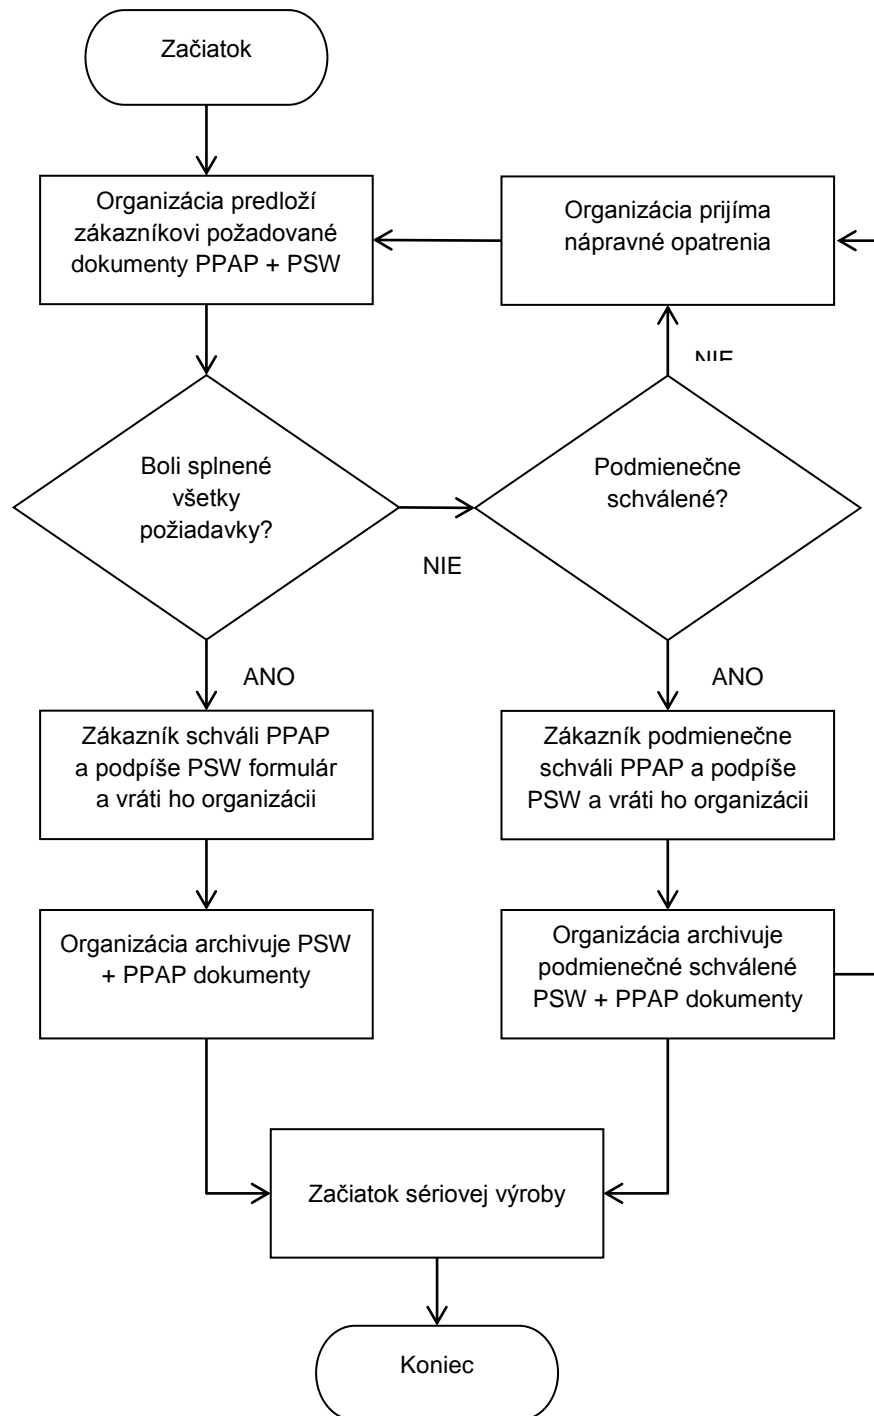 Začiatok
Organizácia predloží
zákazníkovi požadované
dokumenty PPAP + PSW
Organizácia prijíma
nápravné opatrenia
NIE
Boli splnené
všetky
požiadavky?
NIE
Podmienečne
schválené?
ANO
ANO
Zákazník schváli PPAP
a podpíše PSW formulár
a vráti ho organizácii
Zákazník podmienečne
schváli PPAP a podpíše
PSW a vráti ho organizácii
Organizácia archivuje PSW
+ PPAP dokumenty
Organizácia archivuje
podmienečné schválené
PSW + PPAP dokumenty
Začiatok sériovej výroby
Koniec